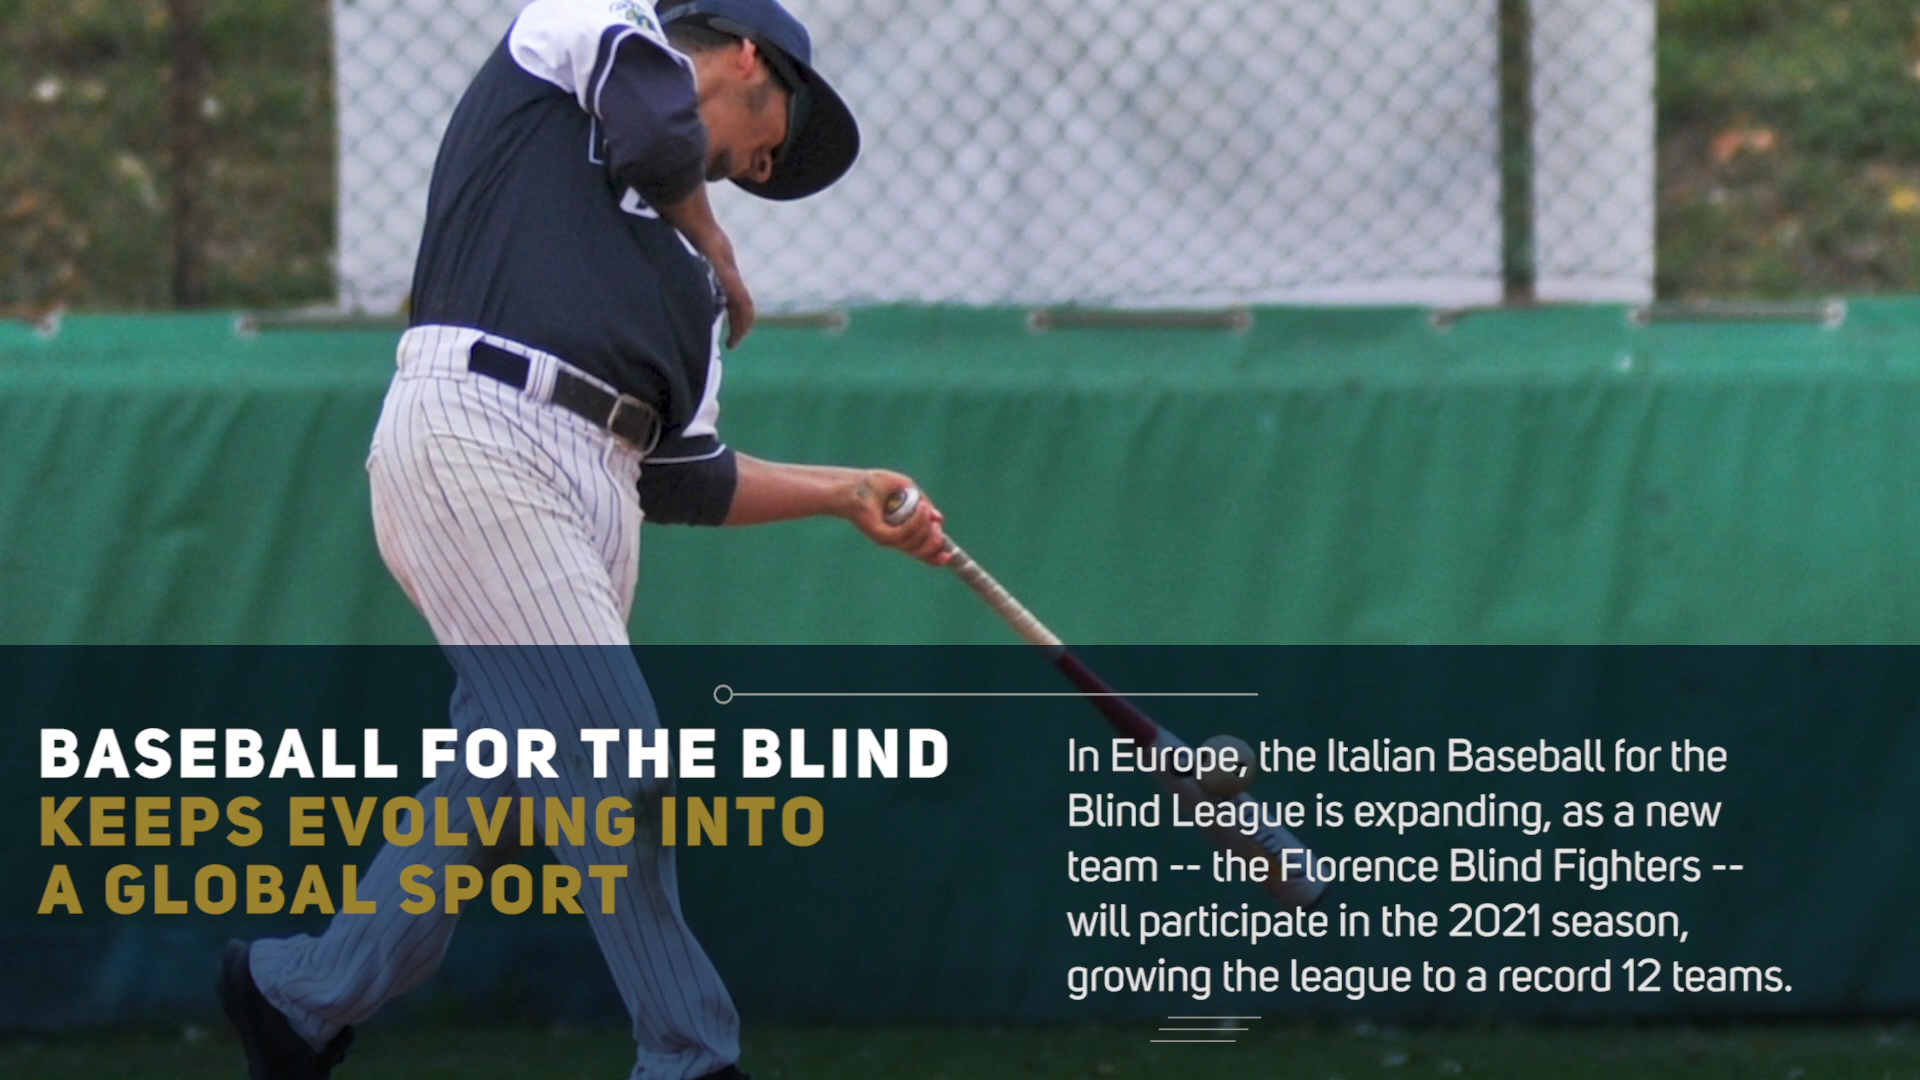 BASEBALL FOR THE BLIND
KEEPS EVOLVING INTO
A GLOBAL SPORT
In Europe, the Italian Baseball for the
Blind League is expanding, as a new
team -- the Florence Blind Fighters --
will participate in the 2021 season,
growing the league to a record 12 teams.